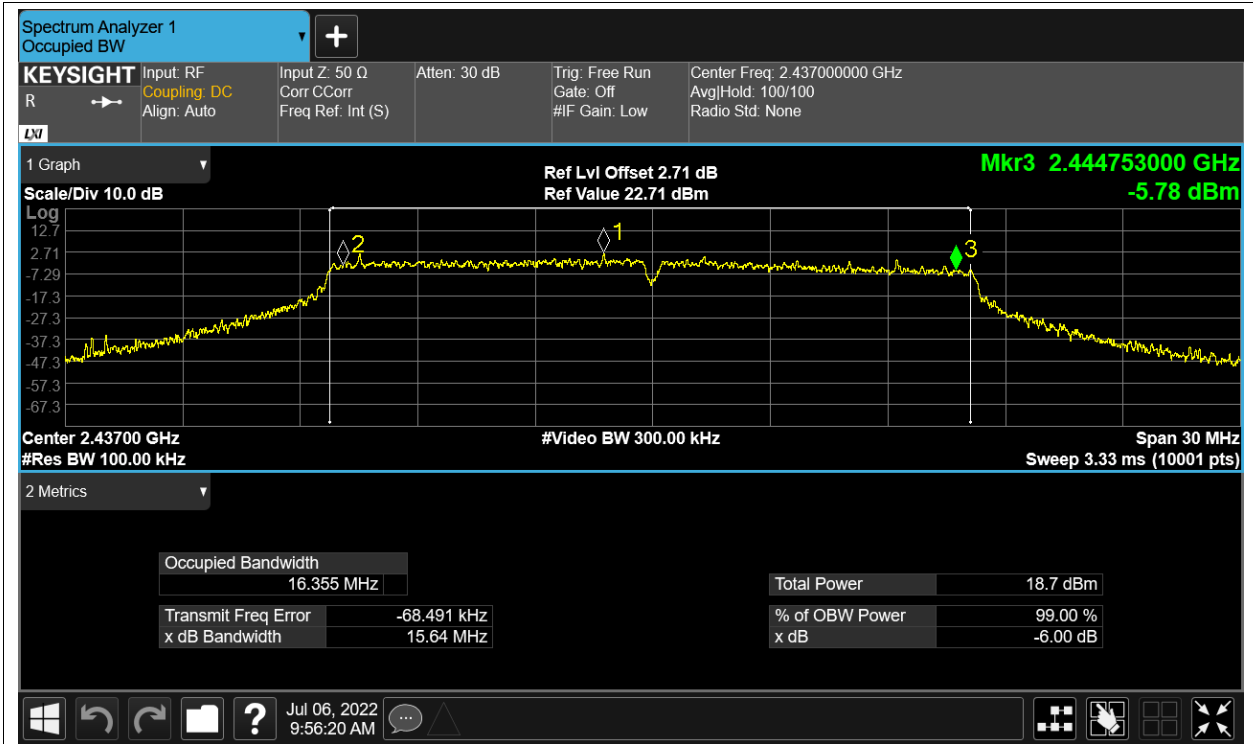 Spectrum Analyzer 1
Occupied BW
+
KEYSIGHT
R
LXI
Input: RF
Coupling: DC
Align: Auto
Input Z: 50 Ω
Corr CCorr
Freq Ref: Int (S)
Atten: 30 dB
Trig: Free Run
Gate: Off
#IF Gain: Low
Center Freq: 2.437000000 GHz
Avg|Hold: 100/100
Radio Std: None
1 Graph
Scale/Div 10.0 dB
Ref Lvl Offset 2.71 dB
Ref Value 22.71 dBm
Mkr3 2.444753000 GHz
-5.78 dBm
Log
12.7
2.71
-7.29
-17.3
-27.3
-37.3
-47.3
-57.3
-67.3
2
1
3
Center 2.43700 GHz
#Res BW 100.00 kHz
#Video BW 300.00 kHz
Span 30 MHz
Sweep 3.33 ms (10001 pts)
2 Metrics
Occupied Bandwidth
16.355 MHz
Transmit Freq Error -68.491 kHz
x dB Bandwidth 15.64 MHz
Total Power 18.7 dBm
% of OBW Power 99.00 %
x dB -6.00 dB
?
Jul 06, 2022
9:56:20 AM